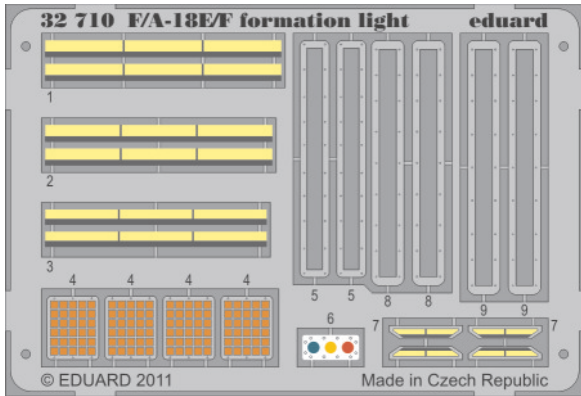 32 710 F/A-18E/F formation light eduard
1
2
3
4 4 4 4
5 5 8 8 9 9
6
7 7
© EDUARD 2011 Made in Czech Republic